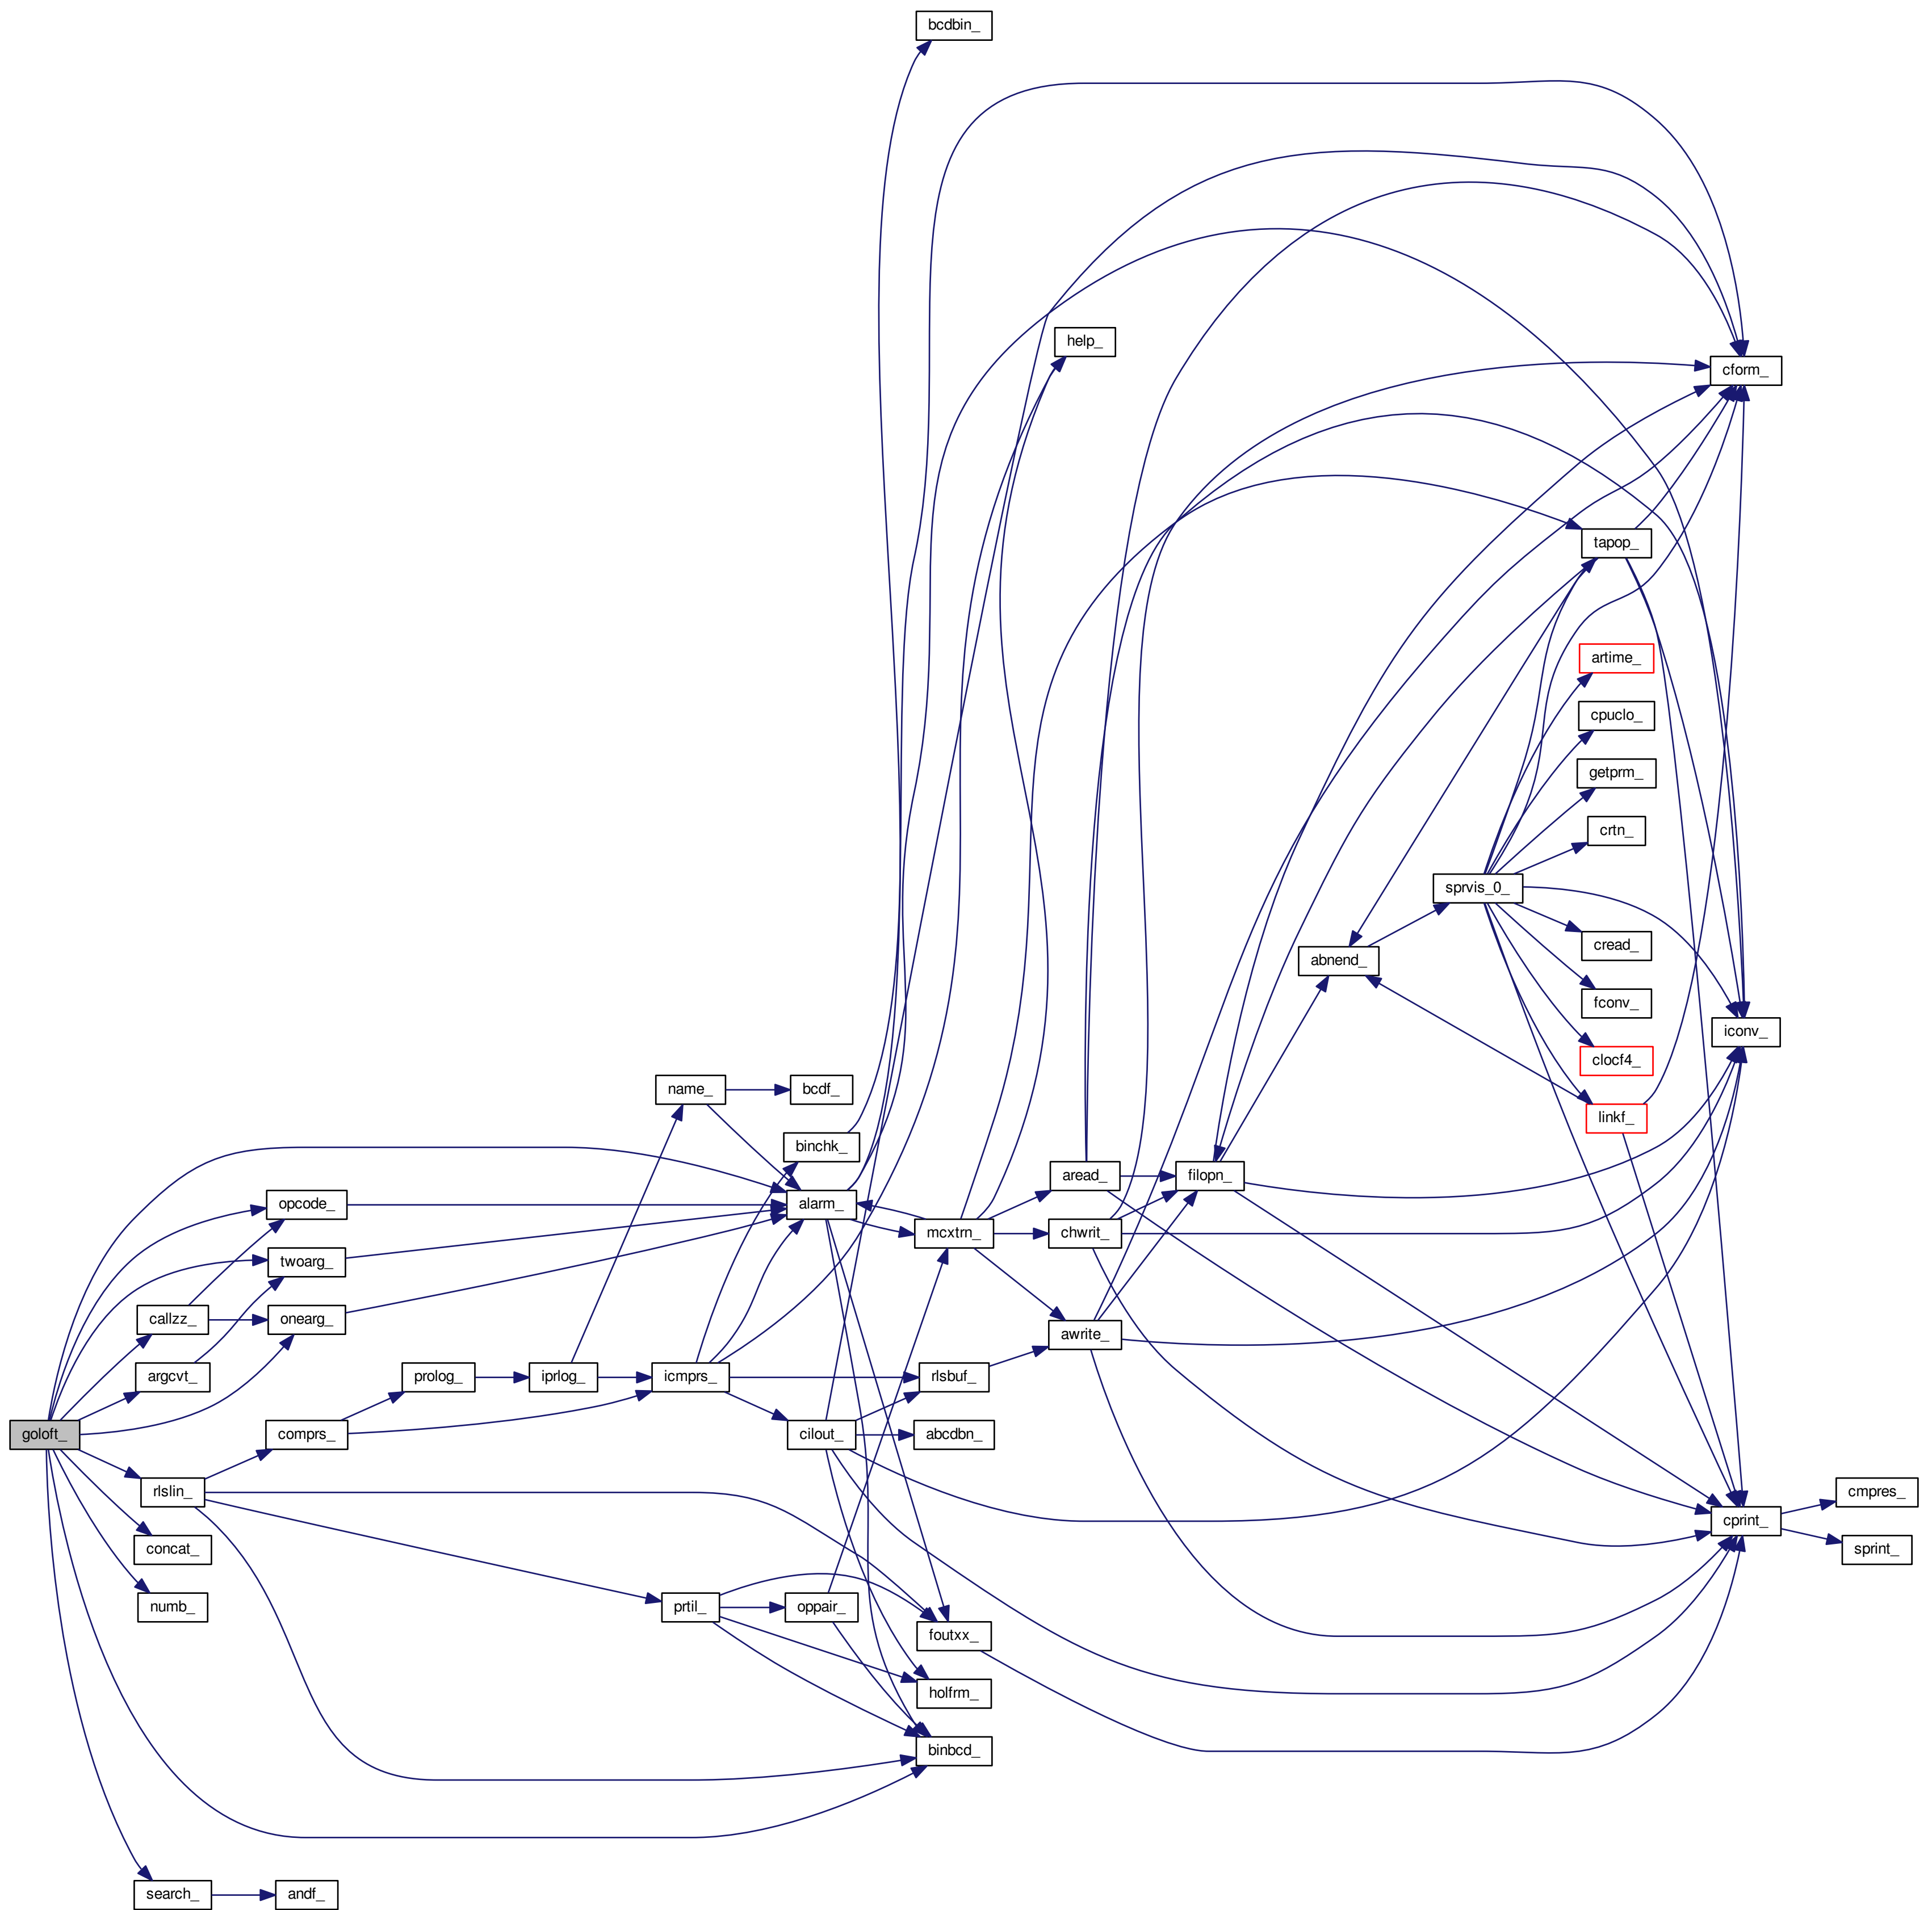 bcdbin_
help_
cform_
tapop_
artime_
cpuclo_
getprm_
crtn_
sprvis_0_
cread_
abnend_
fconv_
iconv_
clocf4_
name_
bcdf_
linkf_
binchk_
aread_
filopn_
opcode_
alarm_
mcxtrn_
chwrit_
twoarg_
callzz_
onearg_
awrite_
argcvt_
prolog_
iprlog_
icmprs_
rlsbuf_
goloft_
comprs_
cilout_
abcdbn_
rlslin_
cmpres_
cprint_
concat_
sprint_
numb_
prtil_
oppair_
foutxx_
holfrm_
binbcd_
search_
andf_